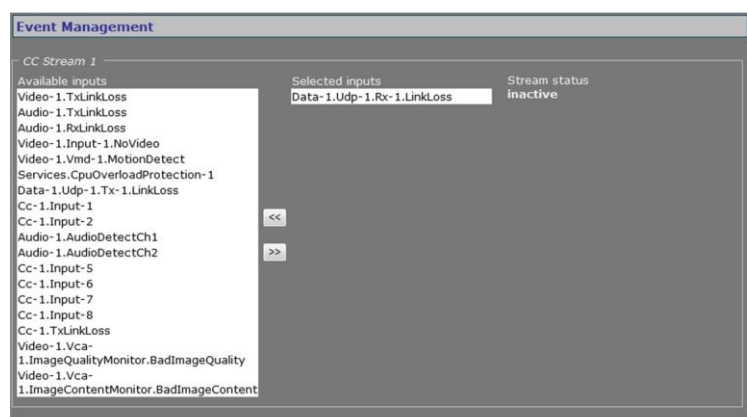 Event Management
CC Stream 1
Available inputs
Video-1.TxLinkLoss
Audio-1.TxLinkLoss
Audio-1.RxLinkLoss
Video-1.Input-1.NoVideo
Video-1.Vmd-1.MotionDetect
Services.CpuOverloadProtection-1
Data-1.Udp-1.Tx-1.LinkLoss
Cc-1.Input-1
Cc-1.Input-2
Audio-1.AudioDetectCh1
Audio-1.AudioDetectCh2
Cc-1.Input-5
Cc-1.Input-6
Cc-1.Input-7
Cc-1.Input-8
Cc-1.TxLinkLoss
Video-1.Vca-
1.ImageQualityMonitor.BadImageQuality
Video-1.Vca-
1.ImageContentMonitor.BadImageContent
<<
>>
Selected inputs
Data-1.Udp-1.Rx-1.LinkLoss
Stream status
inactive